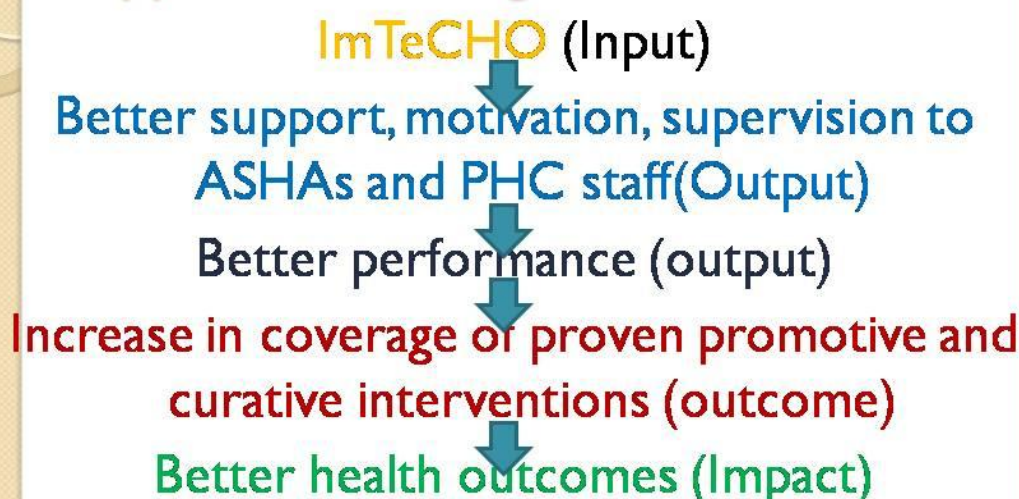 ImTeCHO (Input)
Better support, motivation, supervision to
ASHAs and PHC staff(Output)
Better performance (output)
Increase in coverage of proven promotive and
curative interventions (outcome)
Better health outcomes (Impact)